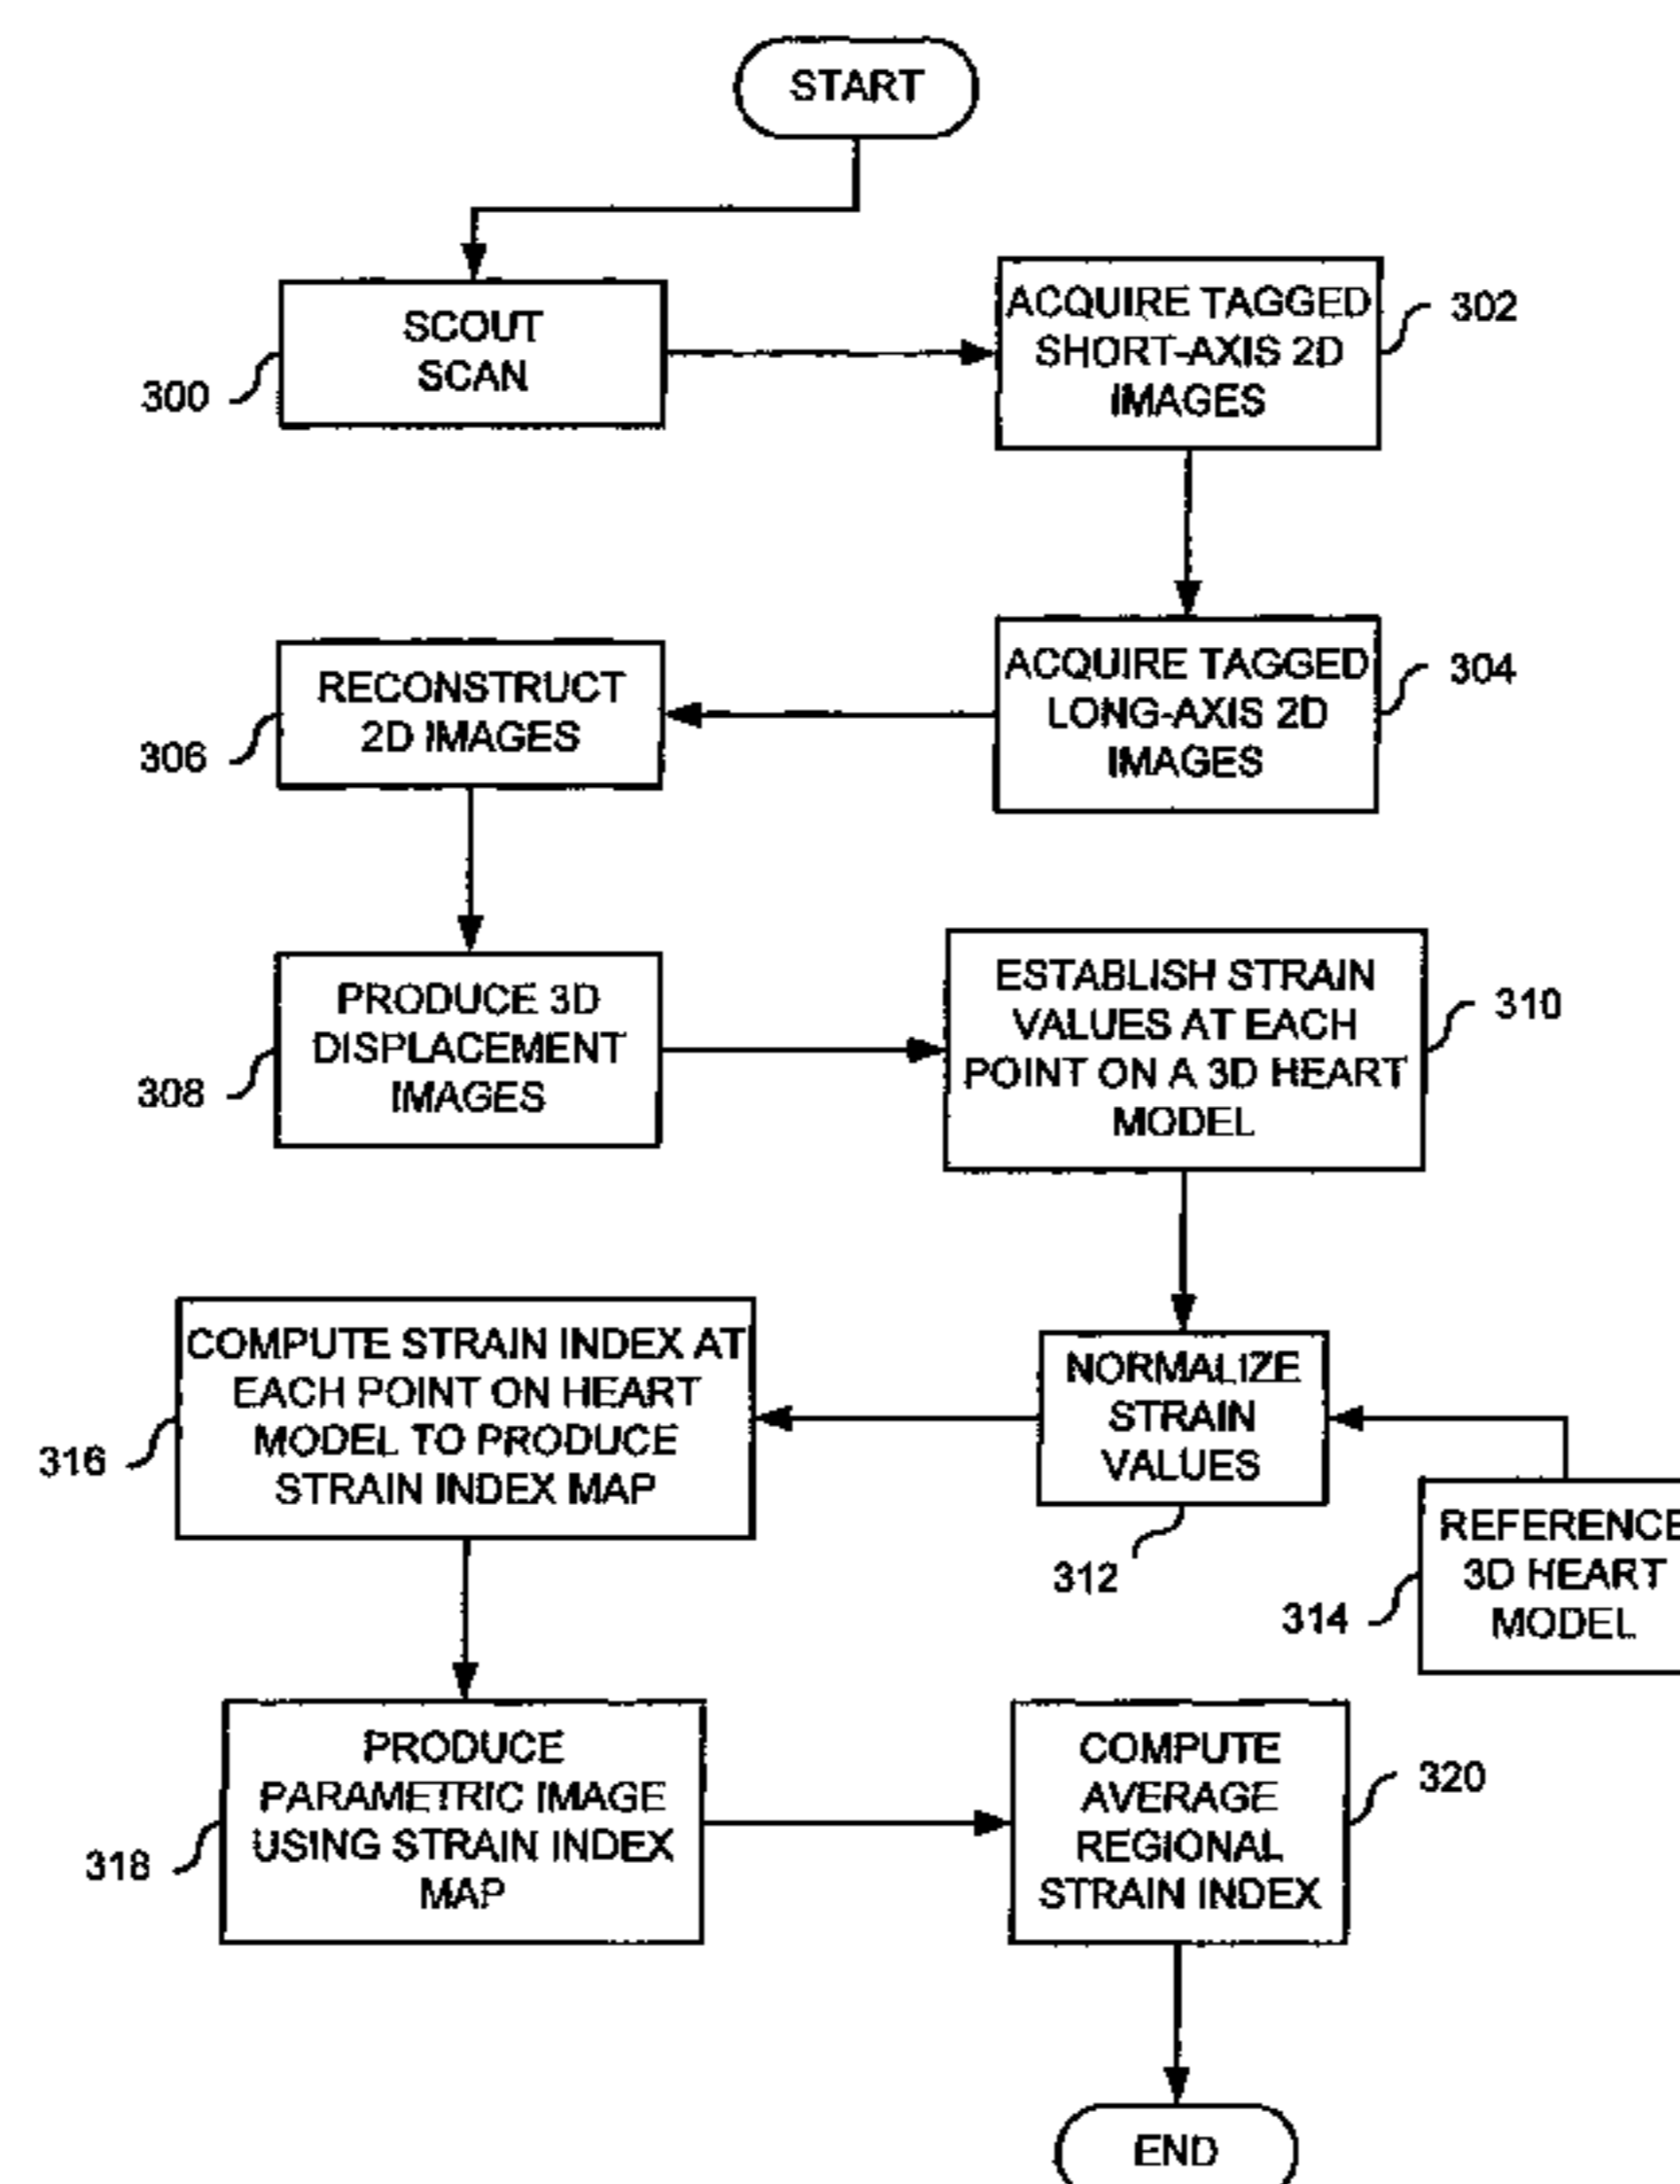 START
SCOUT
SCAN
300
ACQUIRE TAGGED
SHORT-AXIS 2D
IMAGES
302
ACQUIRE TAGGED
LONG-AXIS 2D
IMAGES
304
RECONSTRUCT
2D IMAGES
306
PRODUCE 3D
DISPLACEMENT
IMAGES
308
ESTABLISH STRAIN
VALUES AT EACH
POINT ON A 3D HEART
MODEL
310
NORMALIZE
STRAIN
VALUES
312
REFERENCE
3D HEART
MODEL
314
COMPUTE STRAIN INDEX AT
EACH POINT ON HEART
MODEL TO PRODUCE
STRAIN INDEX MAP
316
PRODUCE
PARAMETRIC IMAGE
USING STRAIN INDEX
MAP
318
COMPUTE
AVERAGE
REGIONAL
STRAIN INDEX
320
END